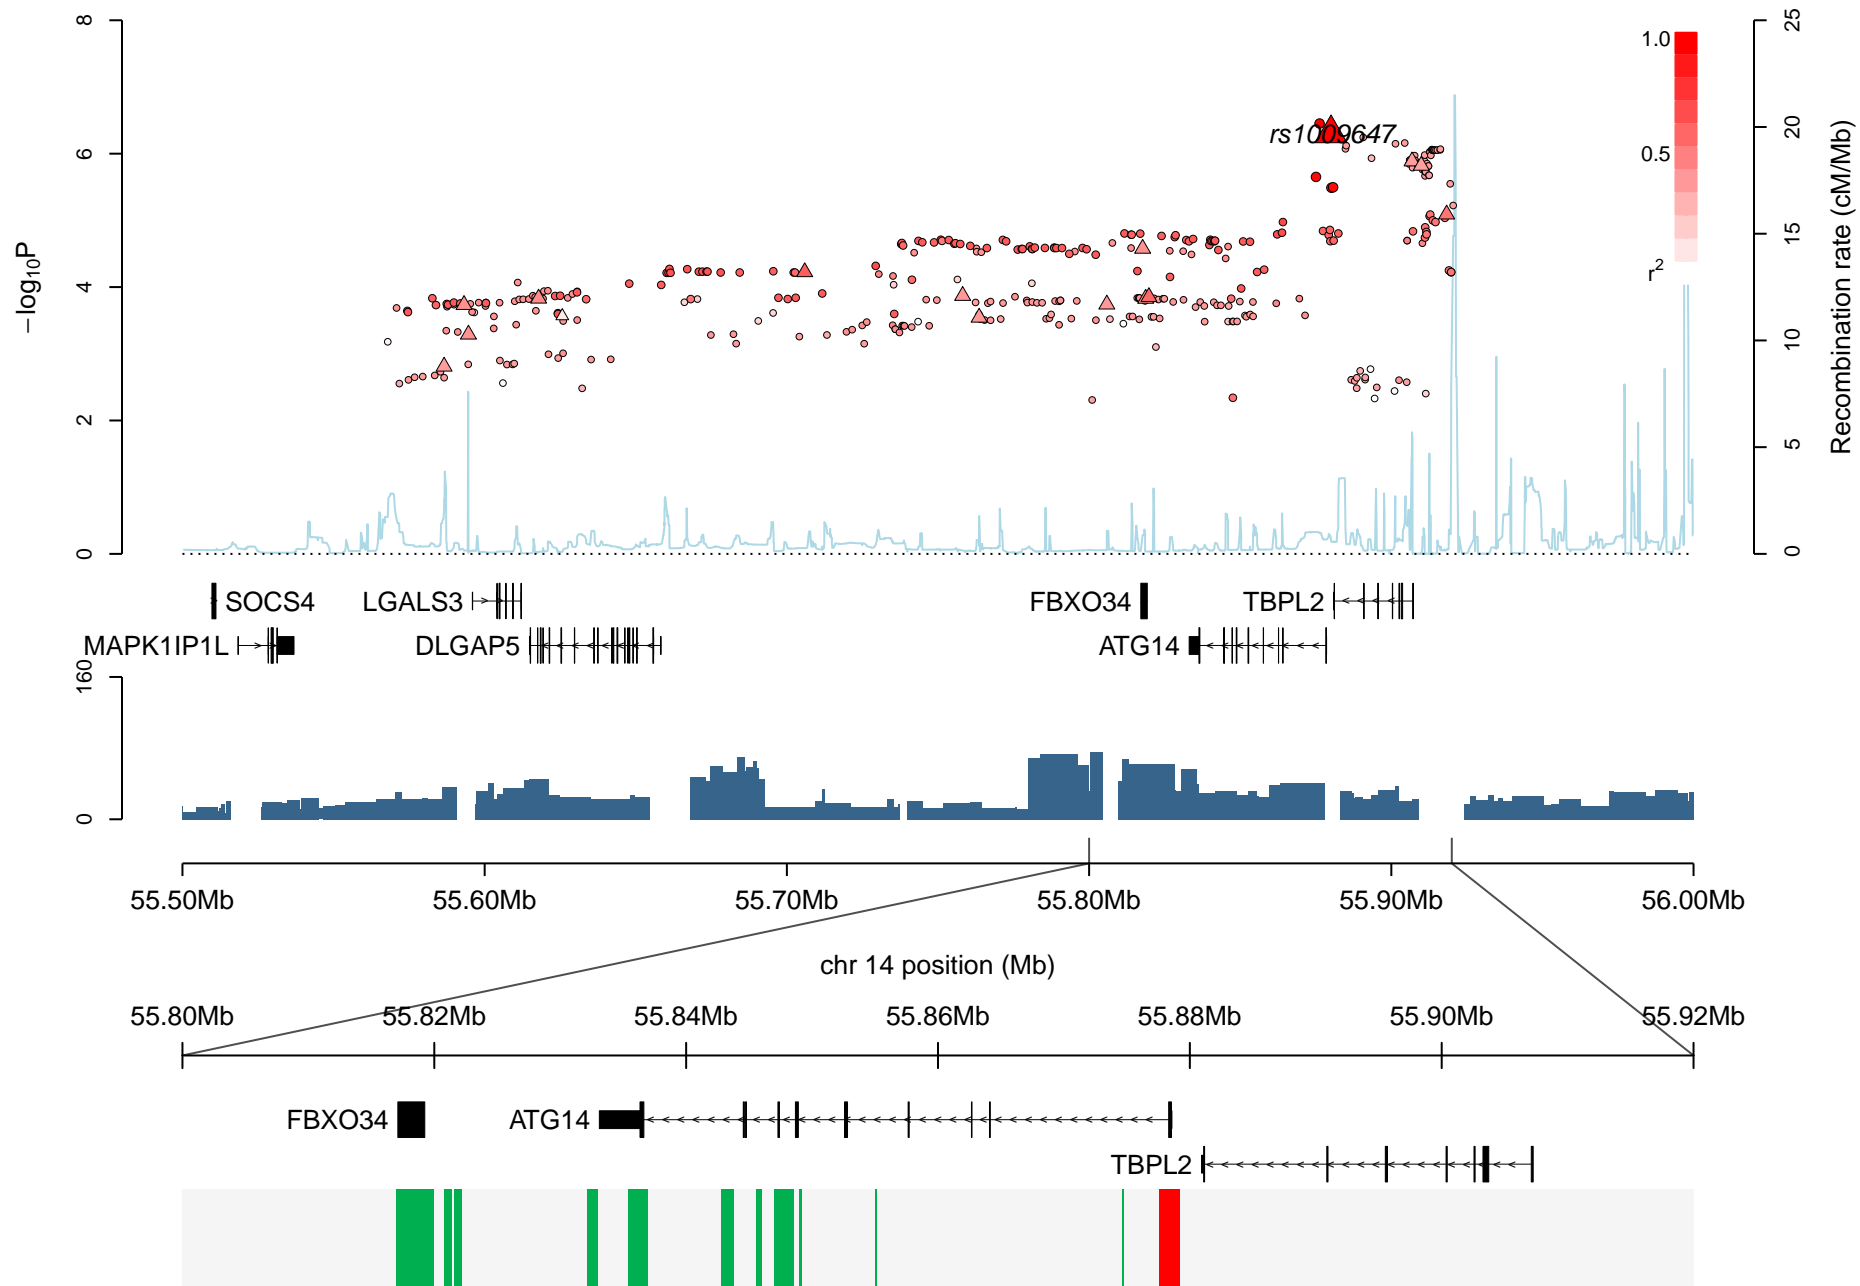 8
6
4
2
0
−log10P
rs1009647
1.0
0.5
r2
25
20
15
10
5
0
Recombination rate (cM/Mb)
SOCS4
LGALS3
FBXO34
TBPL2
MAPK1IP1L
DLGAP5
ATG14
160
0
55.50Mb 55.60Mb 55.70Mb 55.80Mb 55.90Mb 56.00Mb
chr 14 position (Mb)
55.80Mb 55.82Mb 55.84Mb 55.86Mb 55.88Mb 55.90Mb 55.92Mb
FBXO34
ATG14
TBPL2